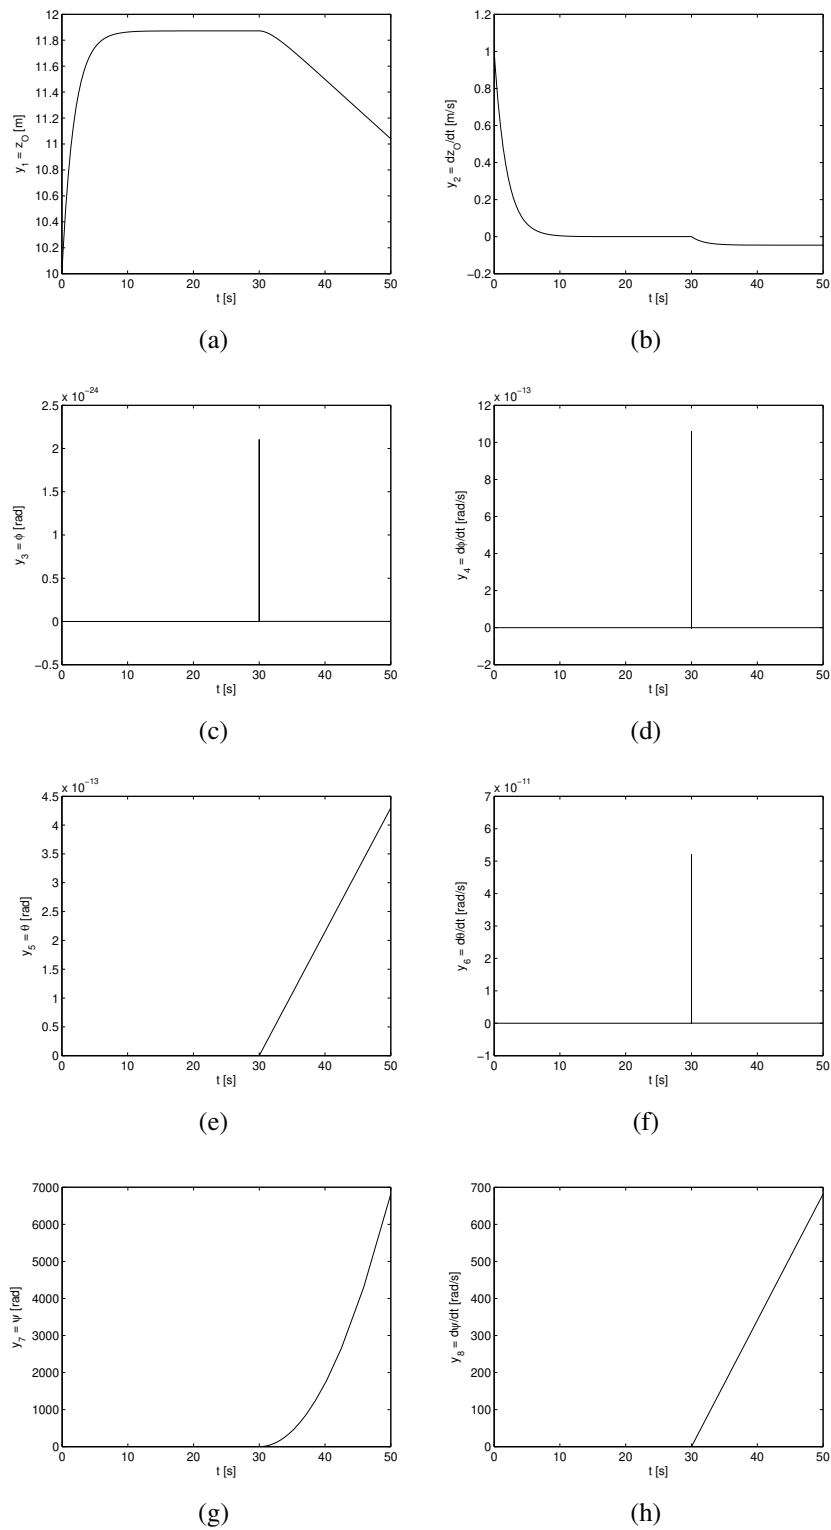 12
11.8
11.6
11.4
11.2
11
10.8
10.6
10.4
10.2
10
0 10 20 30 40 50
t [s]
y₁ = z_O [m]
(a)
1.2
1
0.8
0.6
0.4
0.2
0
−0.2
0 10 20 30 40 50
t [s]
y₂ = dz_O/dt [m/s]
(b)
x 10⁻²⁴
2.5
2
1.5
1
0.5
0
−0.5
0 10 20 30 40 50
t [s]
y₃ = ϕ [rad]
(c)
x 10⁻¹³
12
10
8
6
4
2
0
−2
0 10 20 30 40 50
t [s]
y₄ = dϕ/dt [rad/s]
(d)
x 10⁻¹³
4.5
4
3.5
3
2.5
2
1.5
1
0.5
0
0 10 20 30 40 50
t [s]
y₅ = θ [rad]
(e)
x 10⁻¹¹
7
6
5
4
3
2
1
0
−1
0 10 20 30 40 50
t [s]
y₆ = dθ/dt [rad/s]
(f)
7000
6000
5000
4000
3000
2000
1000
0
0 10 20 30 40 50
t [s]
y₇ = ψ [rad]
(g)
700
600
500
400
300
200
100
0
0 10 20 30 40 50
t [s]
y₈ = dψ/dt [rad/s]
(h)